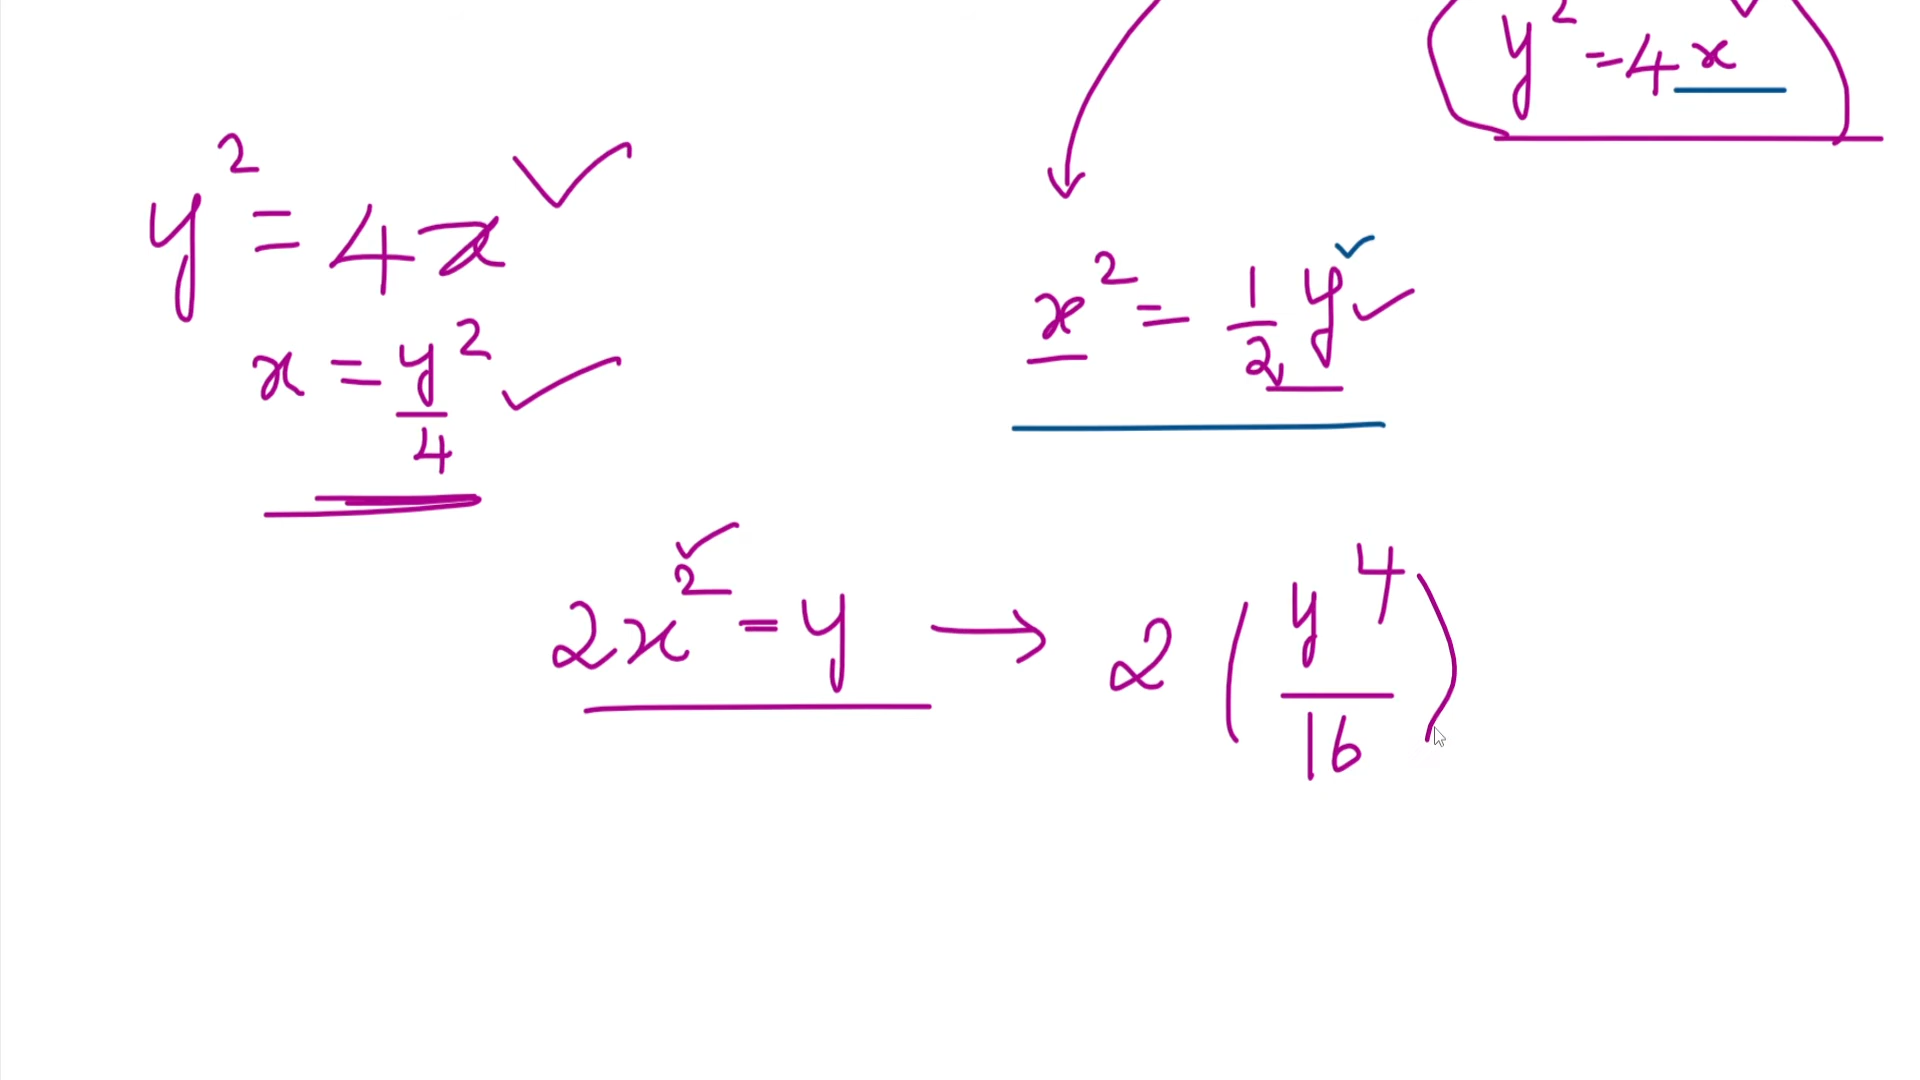 y² = 4x
y² = 4x
x² = 1/2 y
x = y²/4
2x² = y → 2 (y⁴/16)